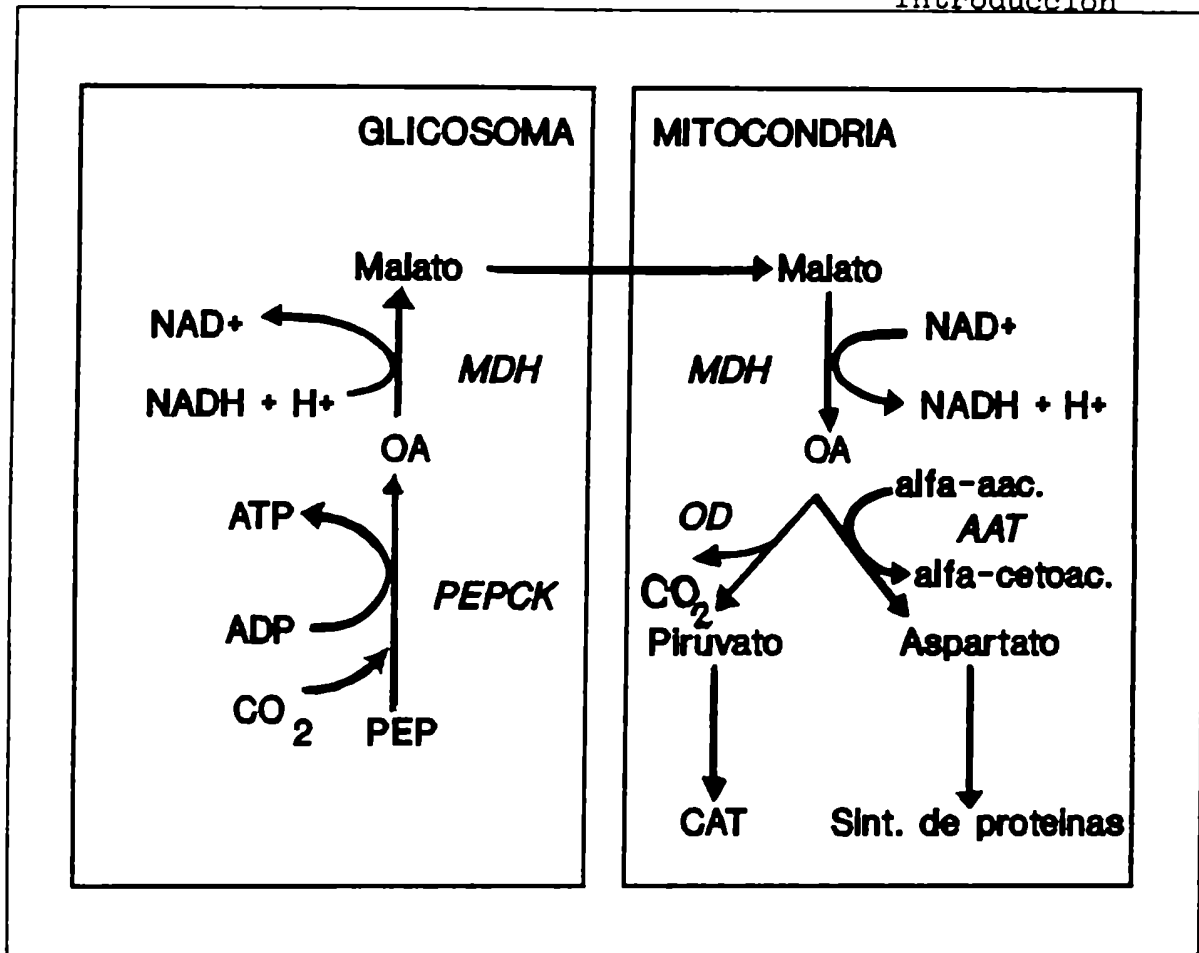 Introducción
GLICOSOMA
Malato
NAD+
MDH
NADH + H+
OA
ATP
PEPCK
ADP
CO2
PEP
MITOCONDRIA
Malato
NAD+
MDH
NADH + H+
OA
alfa-aac.
OD
AAT
alfa-cetoac.
CO2
Piruvato
Aspartato
CAT
Sint. de proteinas